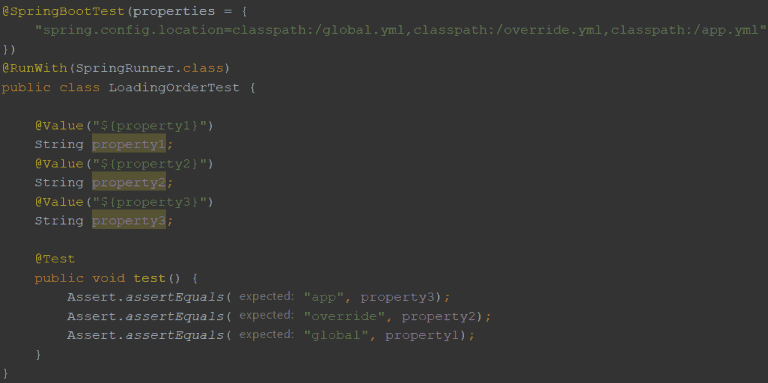 @SpringBootTest(properties = {
"spring.config.location=classpath:/global.yml,classpath:/override.yml,classpath:/app.yml"
})
@RunWith(SpringRunner.class)
public class LoadingOrderTest {
@Value("${property1}")
String property1;
@Value("${property2}")
String property2;
@Value("${property3}")
String property3;
@Test
public void test() {
Assert.assertEquals( expected: "app", property3);
Assert.assertEquals( expected: "override", property2);
Assert.assertEquals( expected: "global", property1);
}
}